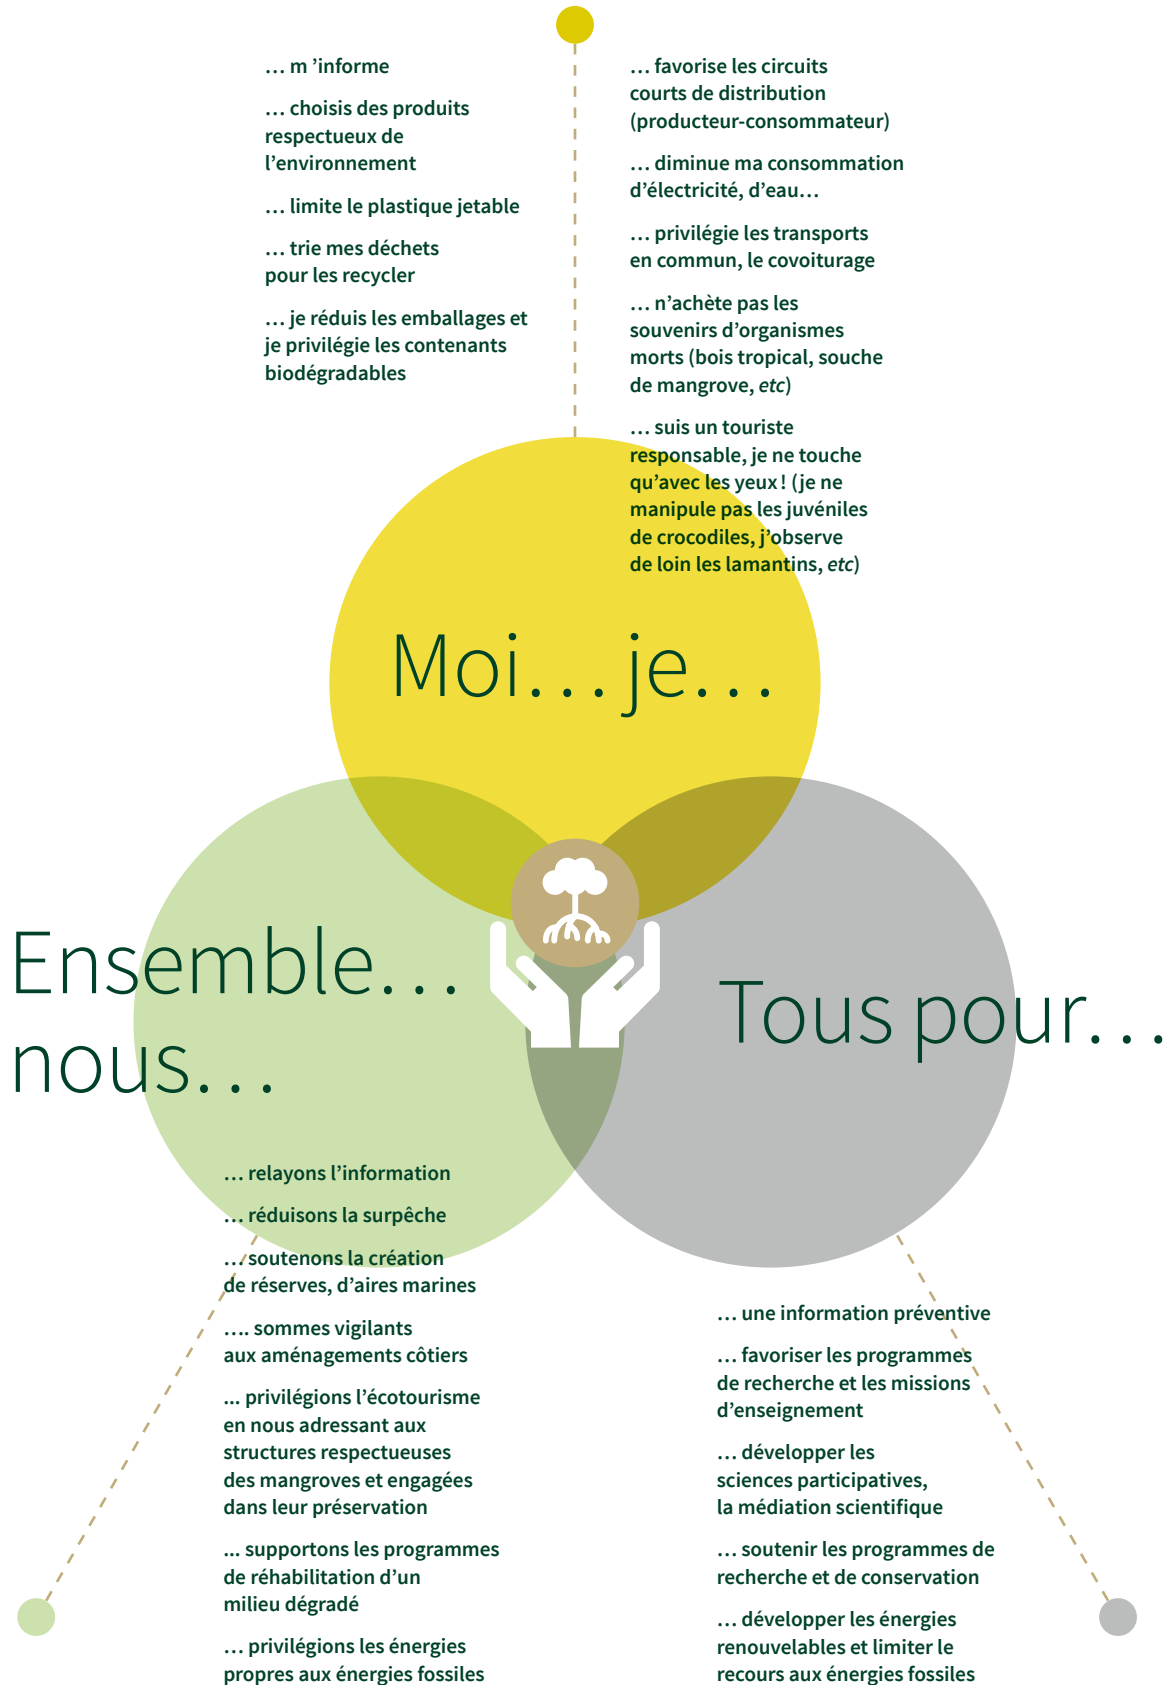 … m ’informe
… choisis des produits
respectueux de
l’environnement
… limite le plastique jetable
… trie mes déchets
pour les recycler
… je réduis les emballages et
je privilégie les contenants
biodégradables
… favorise les circuits
courts de distribution
(producteur-consommateur)
… diminue ma consommation
d’électricité, d’eau…
… privilégie les transports
en commun, le covoiturage
… n’achète pas les
souvenirs d’organismes
morts (bois tropical, souche
de mangrove, etc)
… suis un touriste
responsable, je ne touche
qu’avec les yeux ! (je ne
manipule pas les juvéniles
de crocodiles, j’observe
de loin les lamantins, etc)
Moi… je…
Ensemble…
nous…
… relayons l’information
… réduisons la surpêche
… soutenons la création
de réserves, d’aires marines
…. sommes vigilants
aux aménagements côtiers
... privilégions l’écotourisme
en nous adressant aux
structures respectueuses
des mangroves et engagées
dans leur préservation
... supportons les programmes
de réhabilitation d’un
milieu dégradé
… privilégions les énergies
propres aux énergies fossiles
Tous pour…
… une information préventive
… favoriser les programmes
de recherche et les missions
d’enseignement
… développer les
sciences participatives,
la médiation scientifique
… soutenir les programmes de
recherche et de conservation
… développer les énergies
renouvelables et limiter le
recours aux énergies fossiles